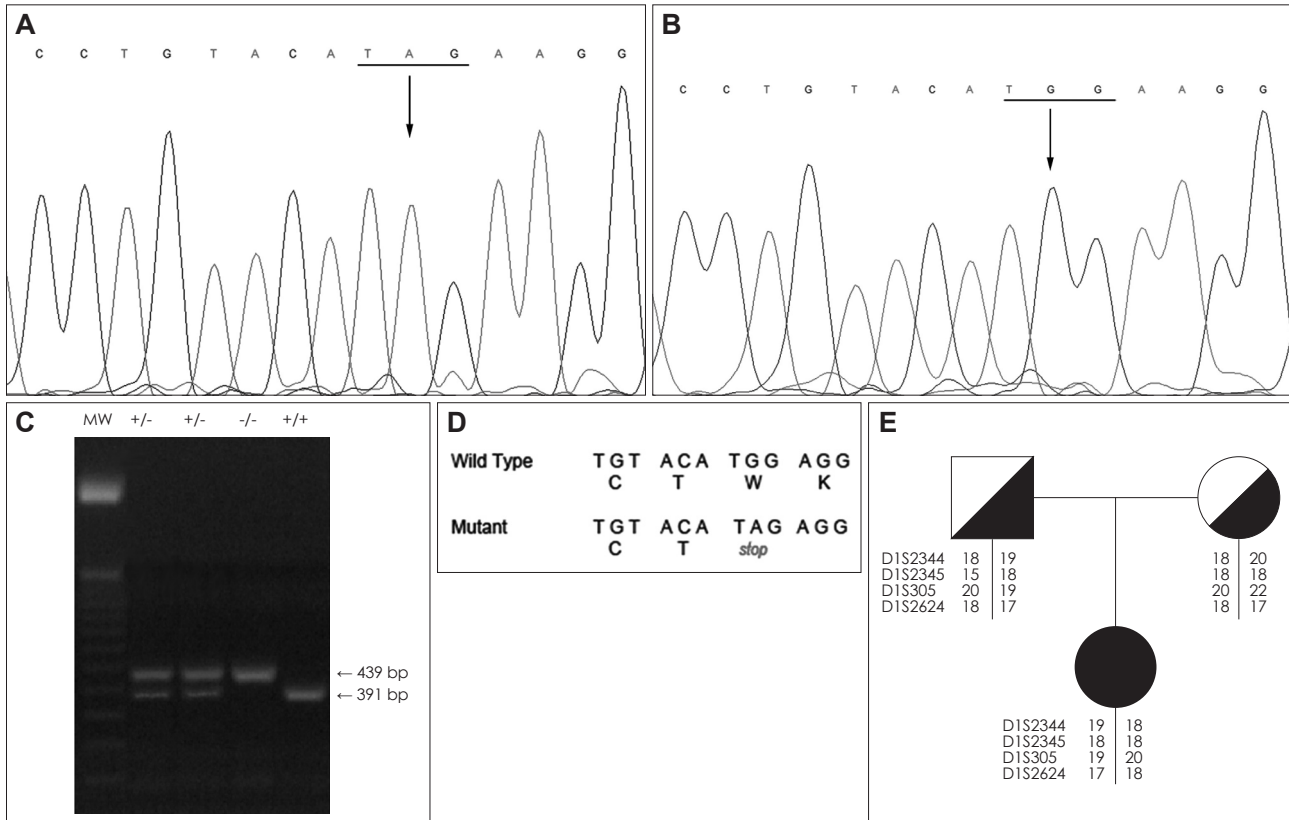 A
C C T G T A C A T A G A A G G
B
C C T G T A C A T G G A A G G
C
MW +/- +/- -/- +/+
← 439 bp
← 391 bp
D
Wild Type TGT ACA TGG AGG
C T W K
Mutant TGT ACA TAG AGG
C T stop
E
D1S2344 18 19 18 20
D1S2345 15 18 18 18
D1S305 20 19 20 22
D1S2624 18 17 18 17
D1S2344 19 18
D1S2345 18 18
D1S305 19 20
D1S2624 17 18